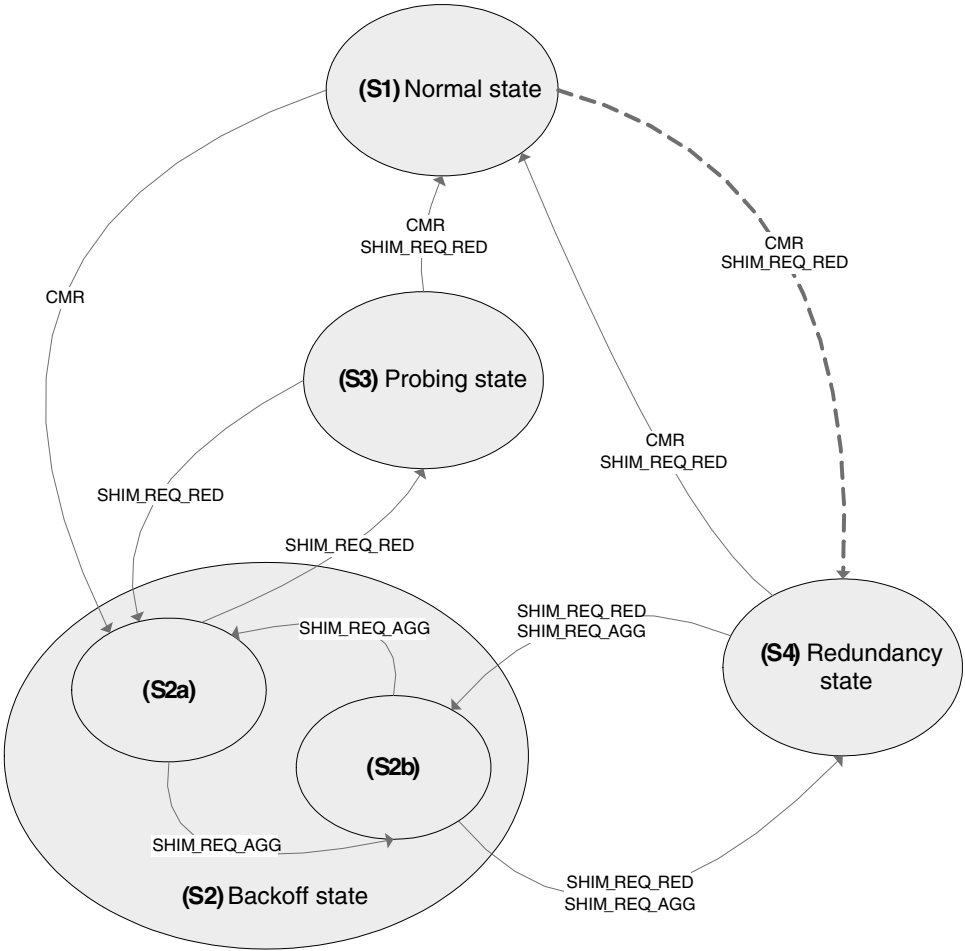 (S1) Normal state
CMR
SHIM_REQ_RED
CMR
SHIM_REQ_RED
CMR
(S3) Probing state
CMR
SHIM_REQ_RED
SHIM_REQ_RED
SHIM_REQ_RED
SHIM_REQ_RED
SHIM_REQ_AGG
SHIM_REQ_AGG
(S4) Redundancy
state
(S2a)
(S2b)
SHIM_REQ_AGG
(S2) Backoff state
SHIM_REQ_RED
SHIM_REQ_AGG